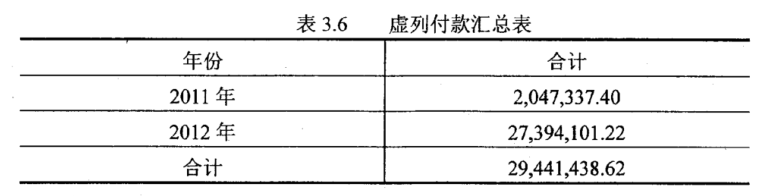 表 3.6 虚列付款汇总表
年份 合计
2011 年 2,047,337.40
2012 年 27,394,101.22
合计 29,441,438.62